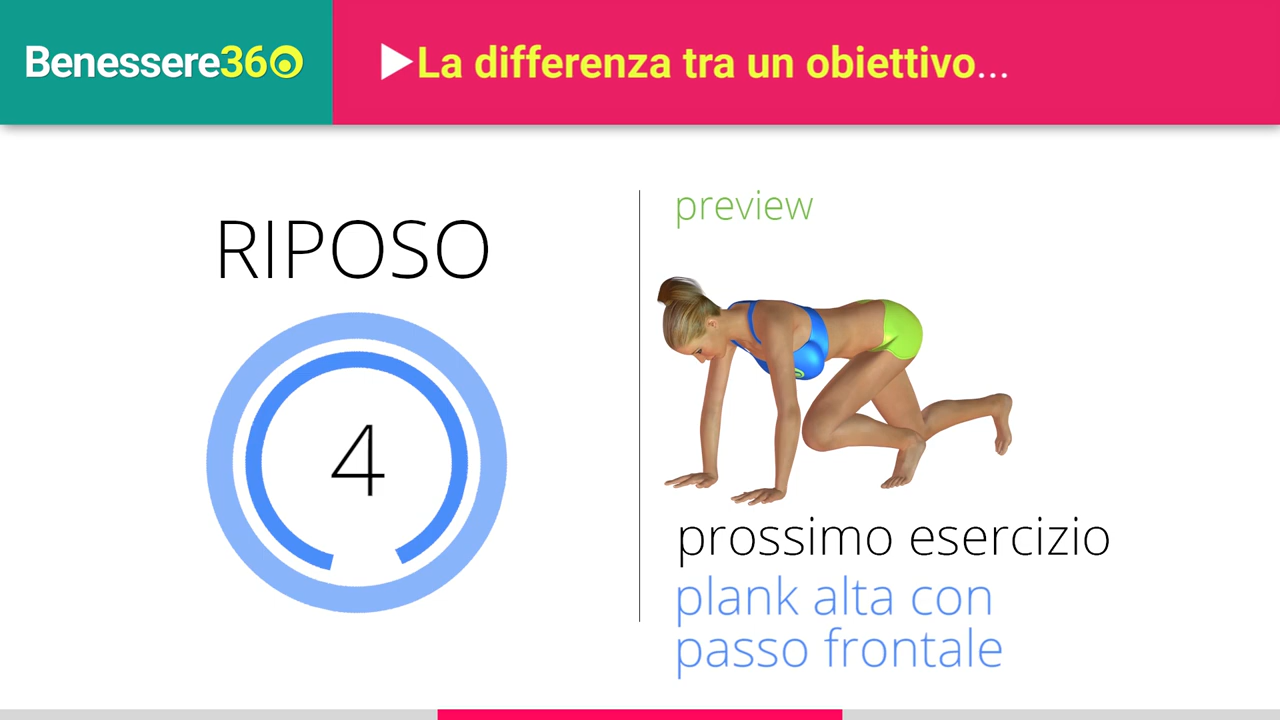 Benessere360
▶La differenza tra un obiettivo...
RIPOSO
4
preview
prossimo esercizio
plank alta con
passo frontale